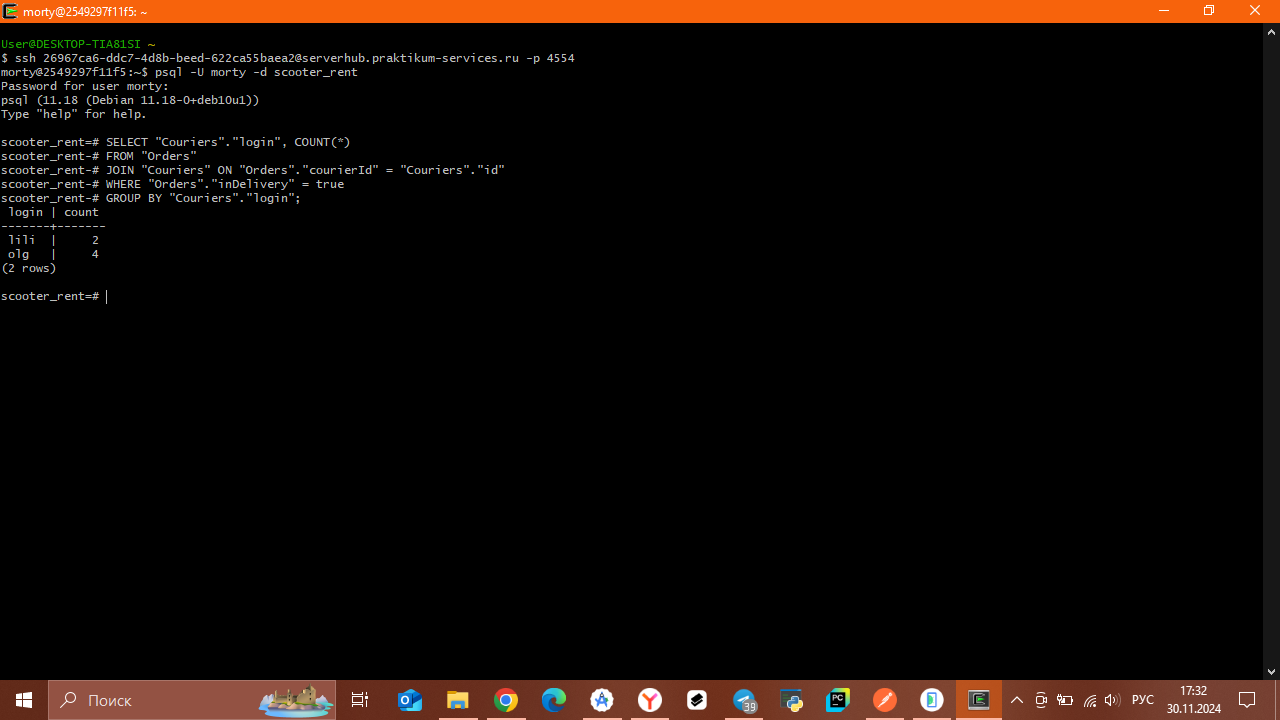 morty@2549297f11f5: ~
User@DESKTOP-TIA81SI ~
$ ssh 26967ca6-ddc7-4d8b-beed-622ca55baea2@serverhub.praktikum-services.ru -p 4554
morty@2549297f11f5:~$ psql -U morty -d scooter_rent
Password for user morty:
psql (11.18 (Debian 11.18-0+deb10u1))
Type "help" for help.
scooter_rent=# SELECT "Couriers"."login", COUNT(*)
scooter_rent-# FROM "Orders"
scooter_rent-# JOIN "Couriers" ON "Orders"."courierId" = "Couriers"."id"
scooter_rent-# WHERE "Orders"."inDelivery" = true
scooter_rent-# GROUP BY "Couriers"."login";
 login | count
-------+-------
 lili  |     2
 olg   |     4
(2 rows)
scooter_rent=#
Поиск
39
PC
РУС
17:32
30.11.2024